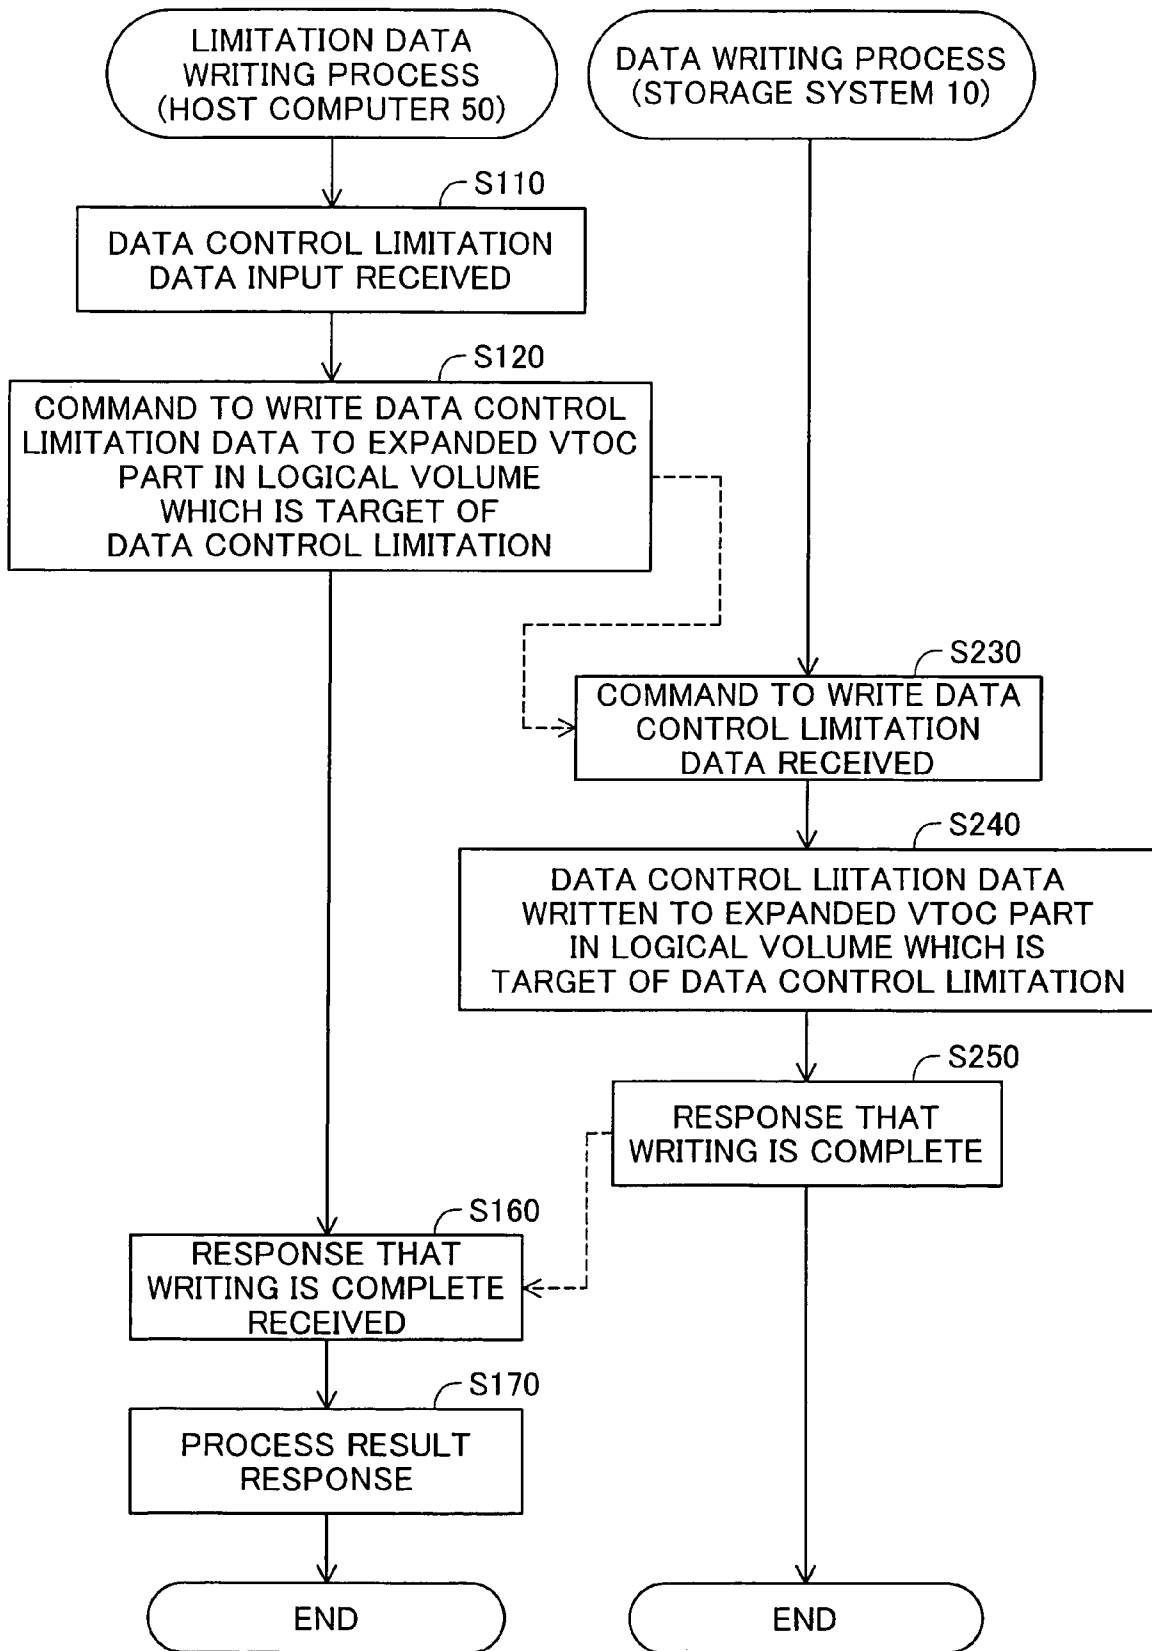 LIMITATION DATA
WRITING PROCESS
(HOST COMPUTER 50)
DATA WRITING PROCESS
(STORAGE SYSTEM 10)
S110
DATA CONTROL LIMITATION
DATA INPUT RECEIVED
S120
COMMAND TO WRITE DATA CONTROL
LIMITATION DATA TO EXPANDED VTOC
PART IN LOGICAL VOLUME
WHICH IS TARGET OF
DATA CONTROL LIMITATION
S230
COMMAND TO WRITE DATA
CONTROL LIMITATION
DATA RECEIVED
S240
DATA CONTROL LIITATION DATA
WRITTEN TO EXPANDED VTOC PART
IN LOGICAL VOLUME WHICH IS
TARGET OF DATA CONTROL LIMITATION
S250
RESPONSE THAT
WRITING IS COMPLETE
S160
RESPONSE THAT
WRITING IS COMPLETE
RECEIVED
S170
PROCESS RESULT
RESPONSE
END
END